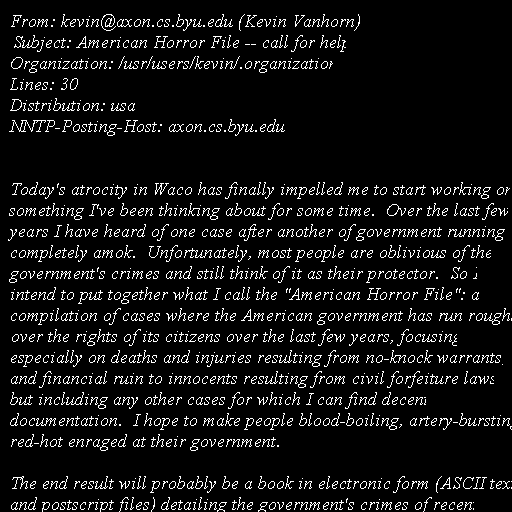 From: kevin@axon.cs.byu.edu (Kevin Vanhorn)
Subject: American Horror File -- call for help
Organization: /usr/users/kevin/.organization
Lines: 30
Distribution: usa
NNTP-Posting-Host: axon.cs.byu.edu
Today's atrocity in Waco has finally impelled me to start working on
something I've been thinking about for some time. Over the last few
years I have heard of one case after another of government running
completely amok. Unfortunately, most people are oblivious of the
government's crimes and still think of it as their protector. So I
intend to put together what I call the "American Horror File": a
compilation of cases where the American government has run rough
over the rights of its citizens over the last few years, focusing
especially on deaths and injuries resulting from no-knock warrants
and financial ruin to innocents resulting from civil forfeiture laws
but including any other cases for which I can find decent
documentation. I hope to make people blood-boiling, artery-bursting
red-hot enraged at their government.
The end result will probably be a book in electronic form (ASCII text
and postscript files) detailing the government's crimes of recent